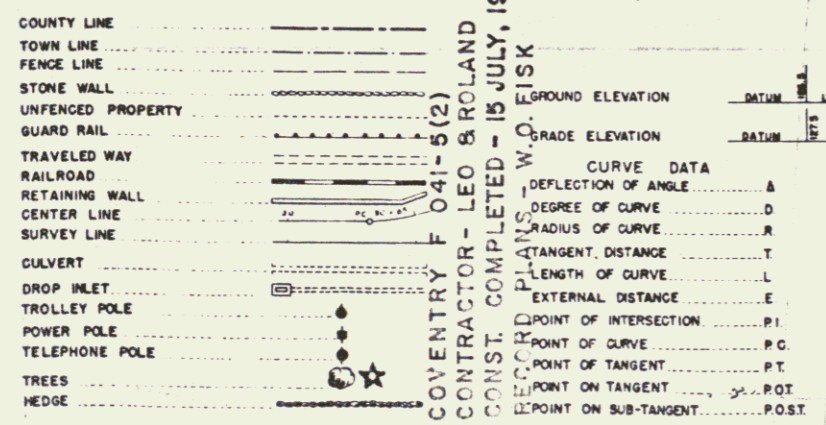 COUNTY LINE
TOWN LINE
FENCE LINE
STONE WALL
UNFENCED PROPERTY
GUARD RAIL
TRAVELED WAY
RAILROAD
RETAINING WALL
CENTER LINE
SURVEY LINE
CULVERT
DROP INLET
TROLLEY POLE
POWER POLE
TELEPHONE POLE
TREES
HEDGE
COVENTRY F 041-5(2)
CONTRACTOR- LEO & ROLAND
CONST. COMPLETED - 15 JULY, 19
RECORD PLANS - W.O. FISK
GROUND ELEVATION DATUM
GRADE ELEVATION DATUM 127.5
CURVE DATA
DEFLECTION OF ANGLE Δ
DEGREE OF CURVE D.
RADIUS OF CURVE R.
TANGENT DISTANCE T.
LENGTH OF CURVE L
EXTERNAL DISTANCE E
POINT OF INTERSECTION P.I.
POINT OF CURVE P.C.
POINT OF TANGENT P.T.
POINT ON TANGENT P.O.T.
POINT ON SUB-TANGENT P.O.S.T.